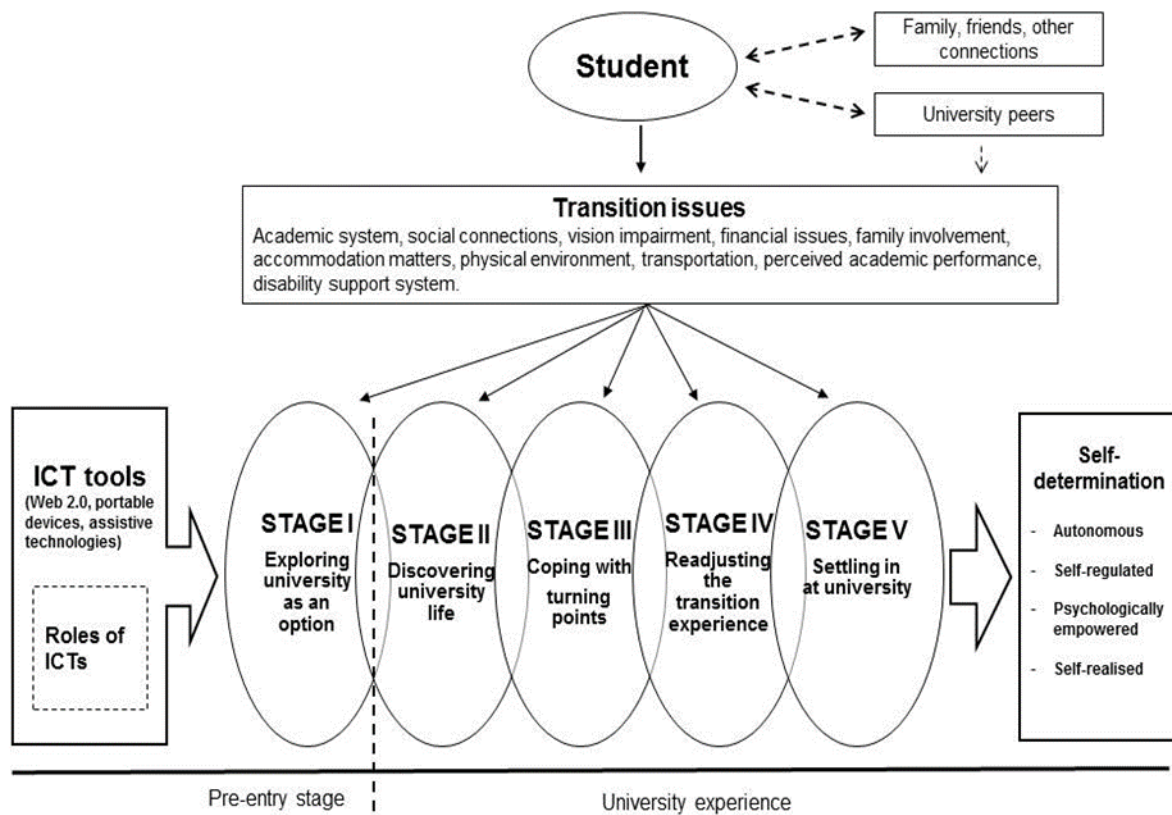 Student
Family, friends, other
connections
University peers
Transition issues
Academic system, social connections, vision impairment, financial issues, family involvement,
accommodation matters, physical environment, transportation, perceived academic performance,
disability support system.
ICT tools
(Web 2.0, portable
devices, assistive
technologies)
Roles of
ICTs
STAGE I
Exploring
university
as an
option
STAGE II
Discovering
university
life
STAGE III
Coping with
turning
points
STAGE IV
Readjusting
the
transition
experience
STAGE V
Settling in
at university
Self-
determination
- Autonomous
- Self-regulated
- Psychologically
empowered
- Self-realised
Pre-entry stage
University experience